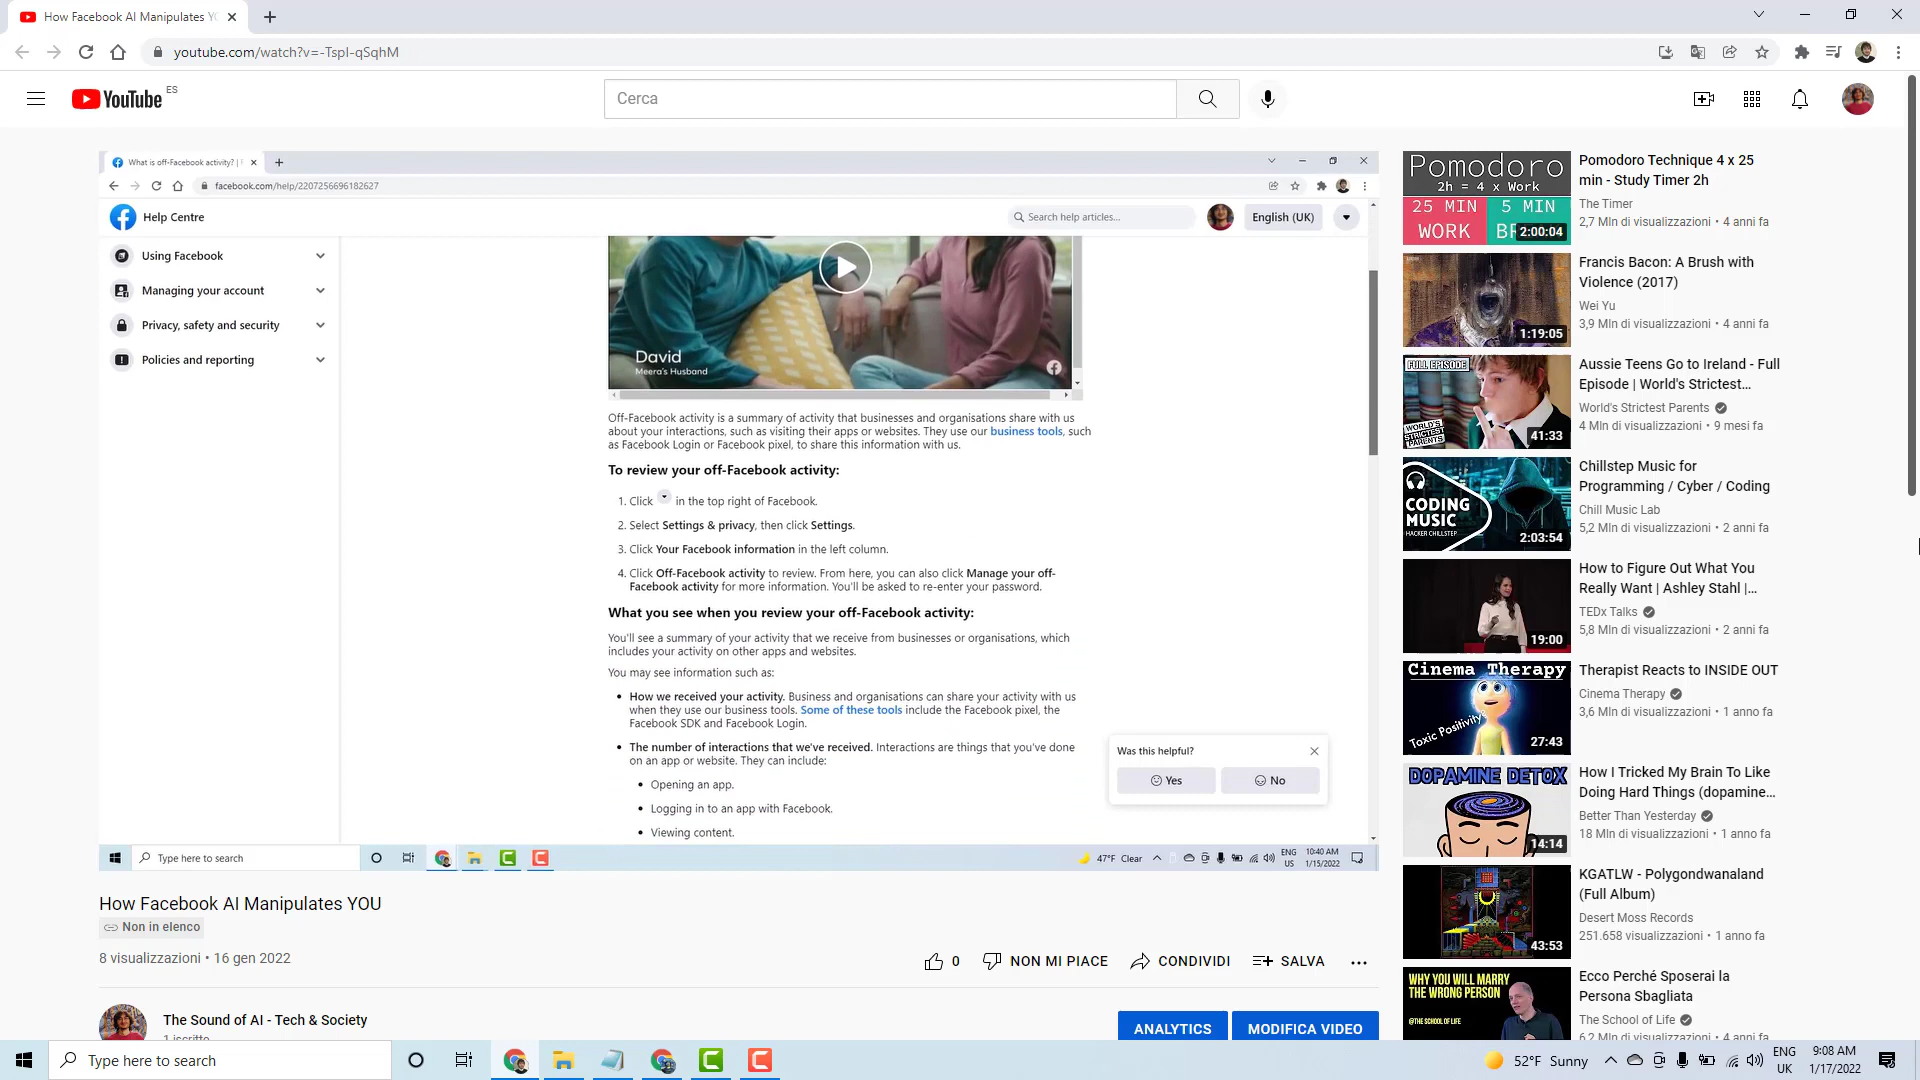 How Facebook AI Manipulates YO
youtube.com/watch?v=-TspI-qSqhM
YouTube ES
Cerca
What is off-Facebook activity? | F
facebook.com/help/2207256696182627
Help Centre
Search help articles...
English (UK)
Using Facebook
Managing your account
Privacy, safety and security
Policies and reporting
David
Meera's Husband
Off-Facebook activity is a summary of activity that businesses and organisations share with us
about your interactions, such as visiting their apps or websites. They use our business tools, such
as Facebook Login or Facebook pixel, to share this information with us.
To review your off-Facebook activity:
1. Click in the top right of Facebook.
2. Select Settings & privacy, then click Settings.
3. Click Your Facebook information in the left column.
4. Click Off-Facebook activity to review. From here, you can also click Manage your off-
Facebook activity for more information. You'll be asked to re-enter your password.
What you see when you review your off-Facebook activity:
You'll see a summary of your activity that we receive from businesses or organisations, which
includes your activity on other apps and websites.
You may see information such as:
• How we received your activity. Business and organisations can share your activity with us
when they use our business tools. Some of these tools include the Facebook pixel, the
Facebook SDK and Facebook Login.
• The number of interactions that we've received. Interactions are things that you've done
on an app or website. They can include:
• Opening an app.
• Logging in to an app with Facebook.
• Viewing content.
Was this helpful?
Yes
No
Type here to search
47°F Clear
ENG
US
10:40 AM
1/15/2022
How Facebook AI Manipulates YOU
Non in elenco
8 visualizzazioni • 16 gen 2022
0
NON MI PIACE
CONDIVIDI
SALVA
The Sound of AI - Tech & Society
1 iscritto
ANALYTICS
MODIFICA VIDEO
Pomodoro
2h = 4 x Work
25 MIN
WORK
5 MIN
BR
2:00:04
Pomodoro Technique 4 x 25
min - Study Timer 2h
The Timer
2,7 Mln di visualizzazioni • 4 anni fa
1:19:05
Francis Bacon: A Brush with
Violence (2017)
Wei Yu
3,9 Mln di visualizzazioni • 4 anni fa
FULL EPISODE
WORLD'S
STRICTEST
PARENTS
41:33
Aussie Teens Go to Ireland - Full
Episode | World's Strictest...
World's Strictest Parents
4 Mln di visualizzazioni • 9 mesi fa
CODING
MUSIC
HACKER CHILLSTEP
2:03:54
Chillstep Music for
Programming / Cyber / Coding
Chill Music Lab
5,2 Mln di visualizzazioni • 2 anni fa
19:00
How to Figure Out What You
Really Want | Ashley Stahl |...
TEDx Talks
5,8 Mln di visualizzazioni • 2 anni fa
Cinema Therapy
Toxic Positivity?
27:43
Therapist Reacts to INSIDE OUT
Cinema Therapy
3,6 Mln di visualizzazioni • 1 anno fa
DOPAMINE DETOX
14:14
How I Tricked My Brain To Like
Doing Hard Things (dopamine...
Better Than Yesterday
18 Mln di visualizzazioni • 1 anno fa
43:53
KGATLW - Polygondwanaland
(Full Album)
Desert Moss Records
251.658 visualizzazioni • 1 anno fa
WHY YOU WILL MARRY
THE WRONG PERSON
@THE SCHOOL OF LIFE
Ecco Perché Sposerai la
Persona Sbagliata
The School of Life
6,2 Mln di visualizzazioni • 4 anni fa
Type here to search
52°F Sunny
ENG
UK
9:08 AM
1/17/2022